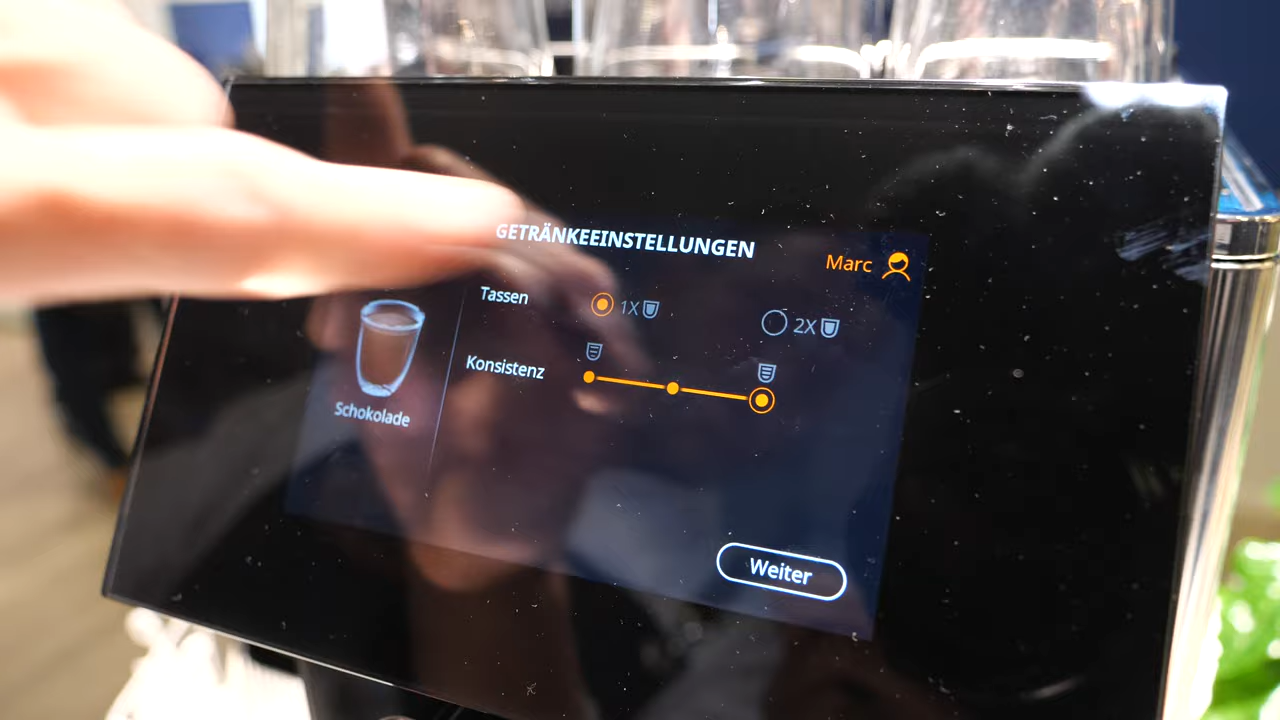 GETRÄNKEEINSTELLUNGEN
Marc
Tassen
1X
2X
Konsistenz
Schokolade
Weiter